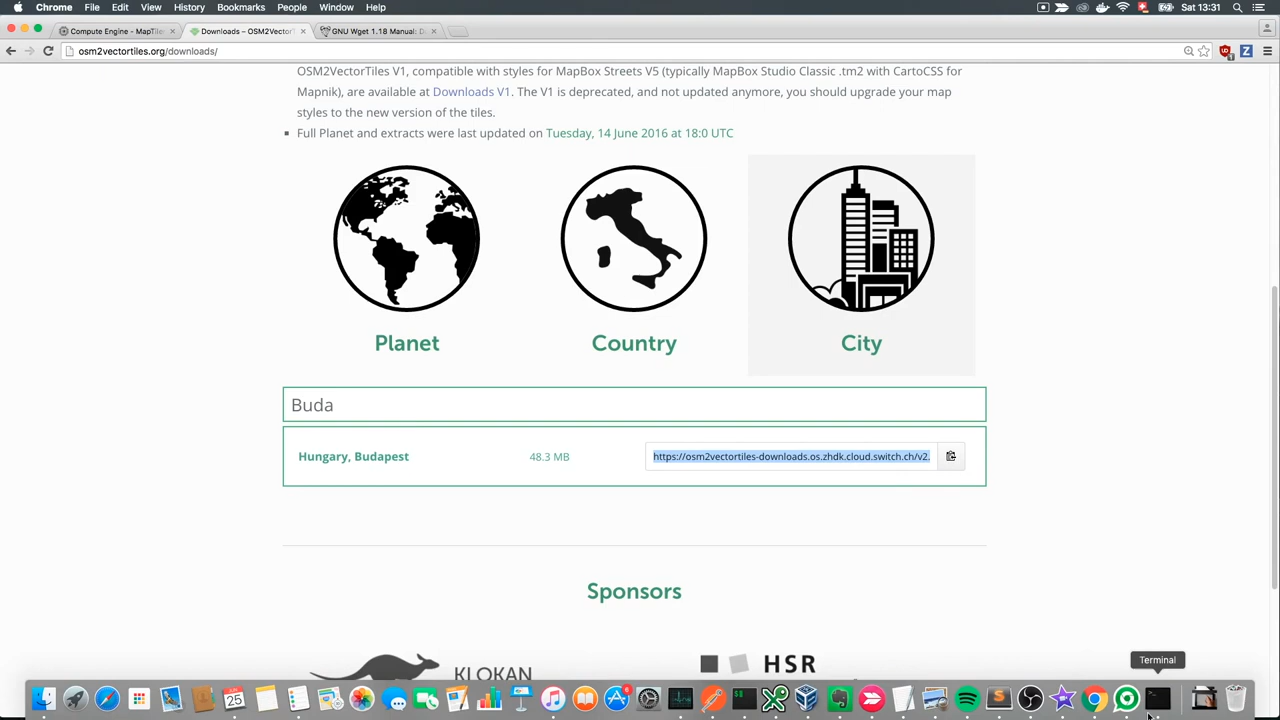 Chrome File Edit View History Bookmarks People Window Help Sat 13:31
Compute Engine - MapTile Downloads – OSM2VectorT GNU Wget 1.18 Manual: D
osm2vectortiles.org/downloads/
OSM2VectorTiles V1, compatible with styles for MapBox Streets V5 (typically MapBox Studio Classic .tm2 with CartoCSS for
Mapnik), are available at Downloads V1. The V1 is deprecated, and not updated anymore, you should upgrade your map
styles to the new version of the tiles.
Full Planet and extracts were last updated on Tuesday, 14 June 2016 at 18:0 UTC
Planet Country City
Buda
Hungary, Budapest 48.3 MB https://osm2vectortiles-downloads.os.zhdk.cloud.switch.ch/v2.
Sponsors
KLOKAN HSR
Terminal
25